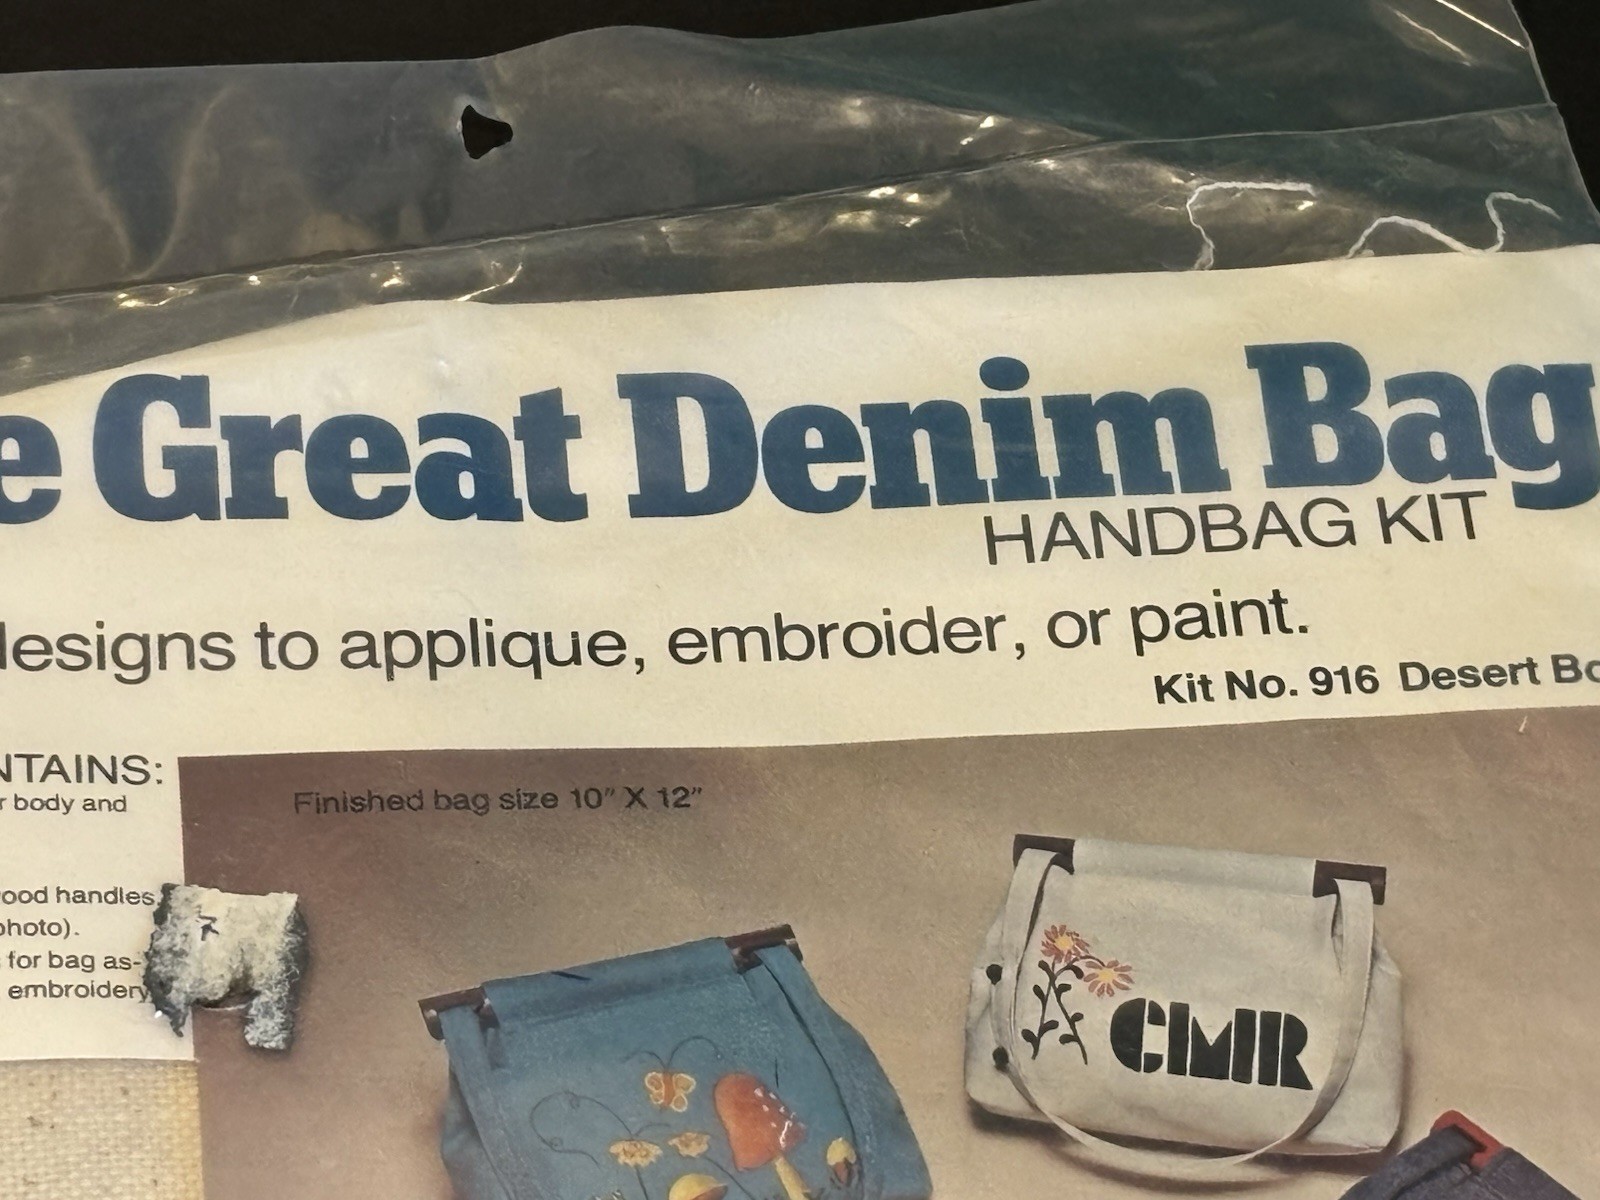 e Great Denim Bag
HANDBAG KIT
designs to applique, embroider, or paint.
Kit No. 916 Desert Bo
NTAINS:
r body and
ood handles
photo).
for bag as-
embroidery
Finished bag size 10" X 12"
CMR